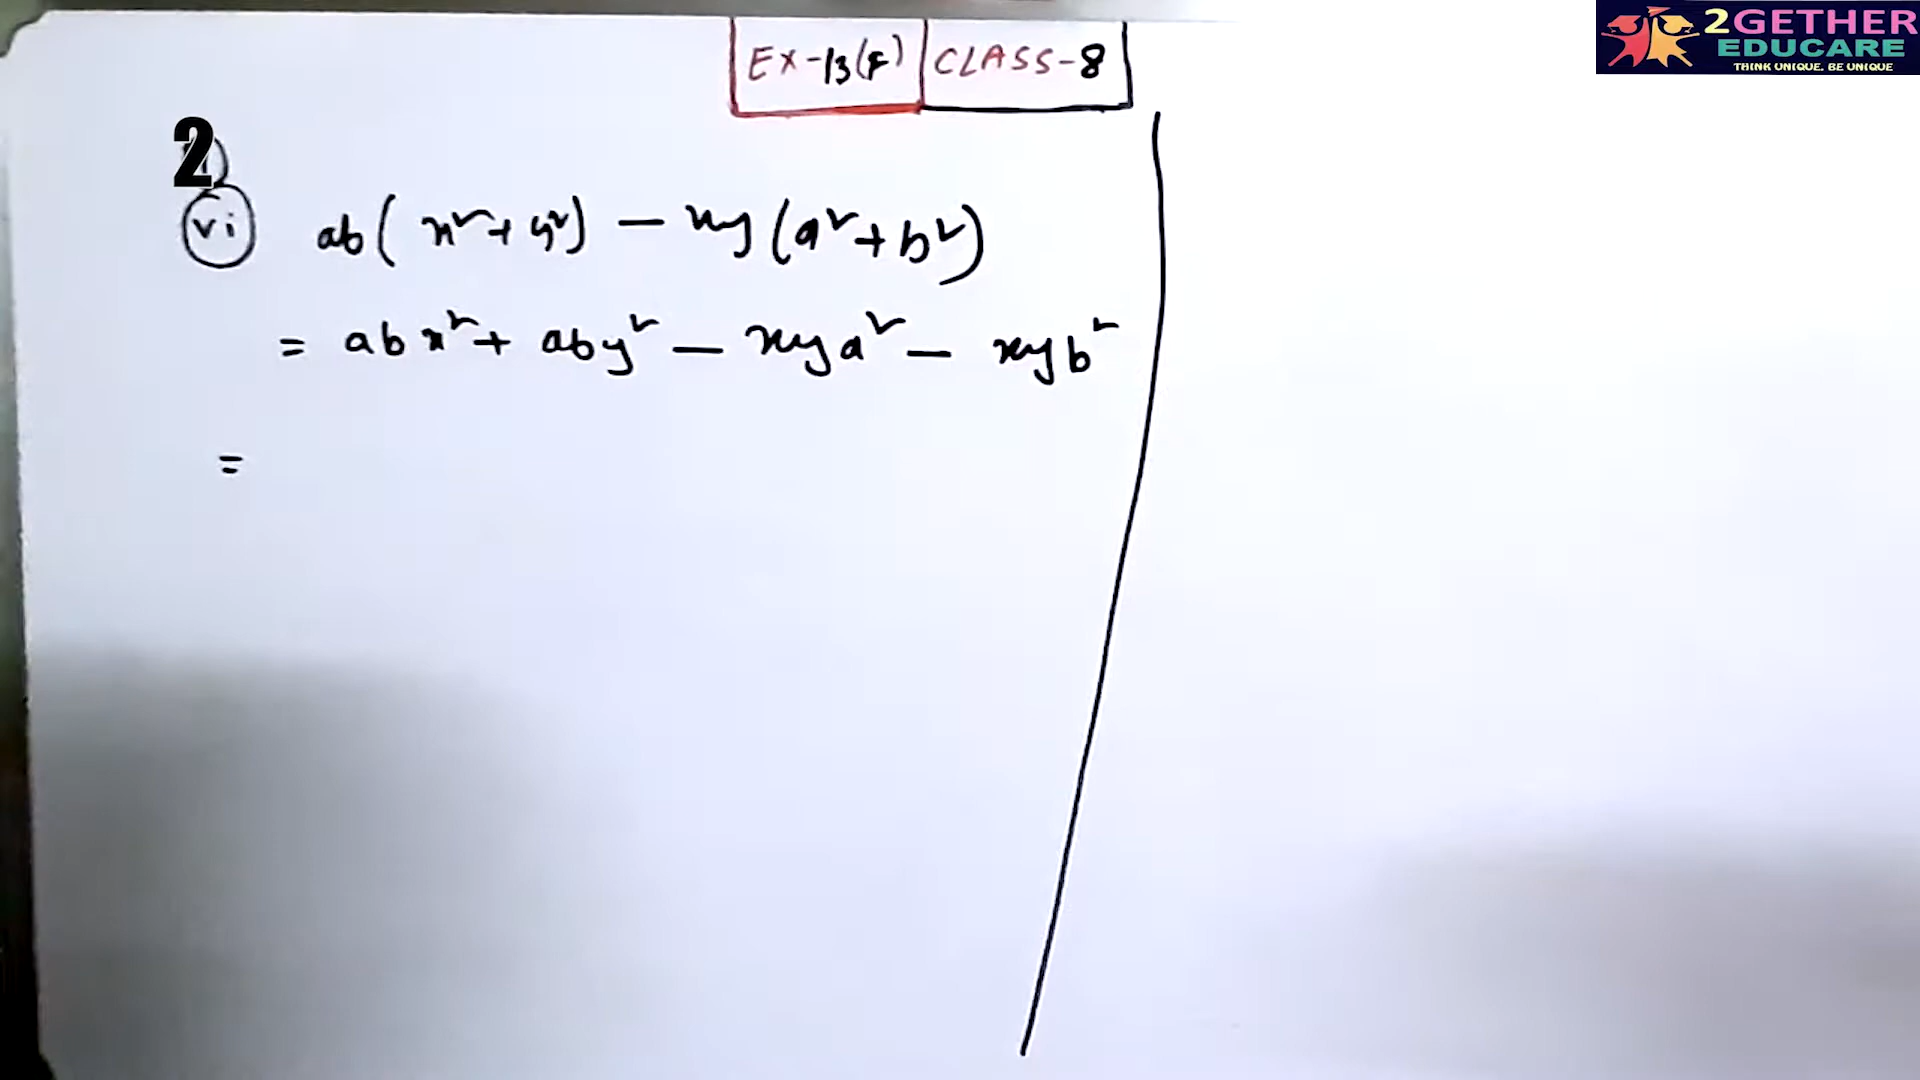 EX-13(F) CLASS-8
2GETHER
EDUCARE
THINK UNIQUE. BE UNIQUE
2
vi ab(x²+y²) – xy(a²+b²)
= abx² + aby² – xya² – xyb²
=